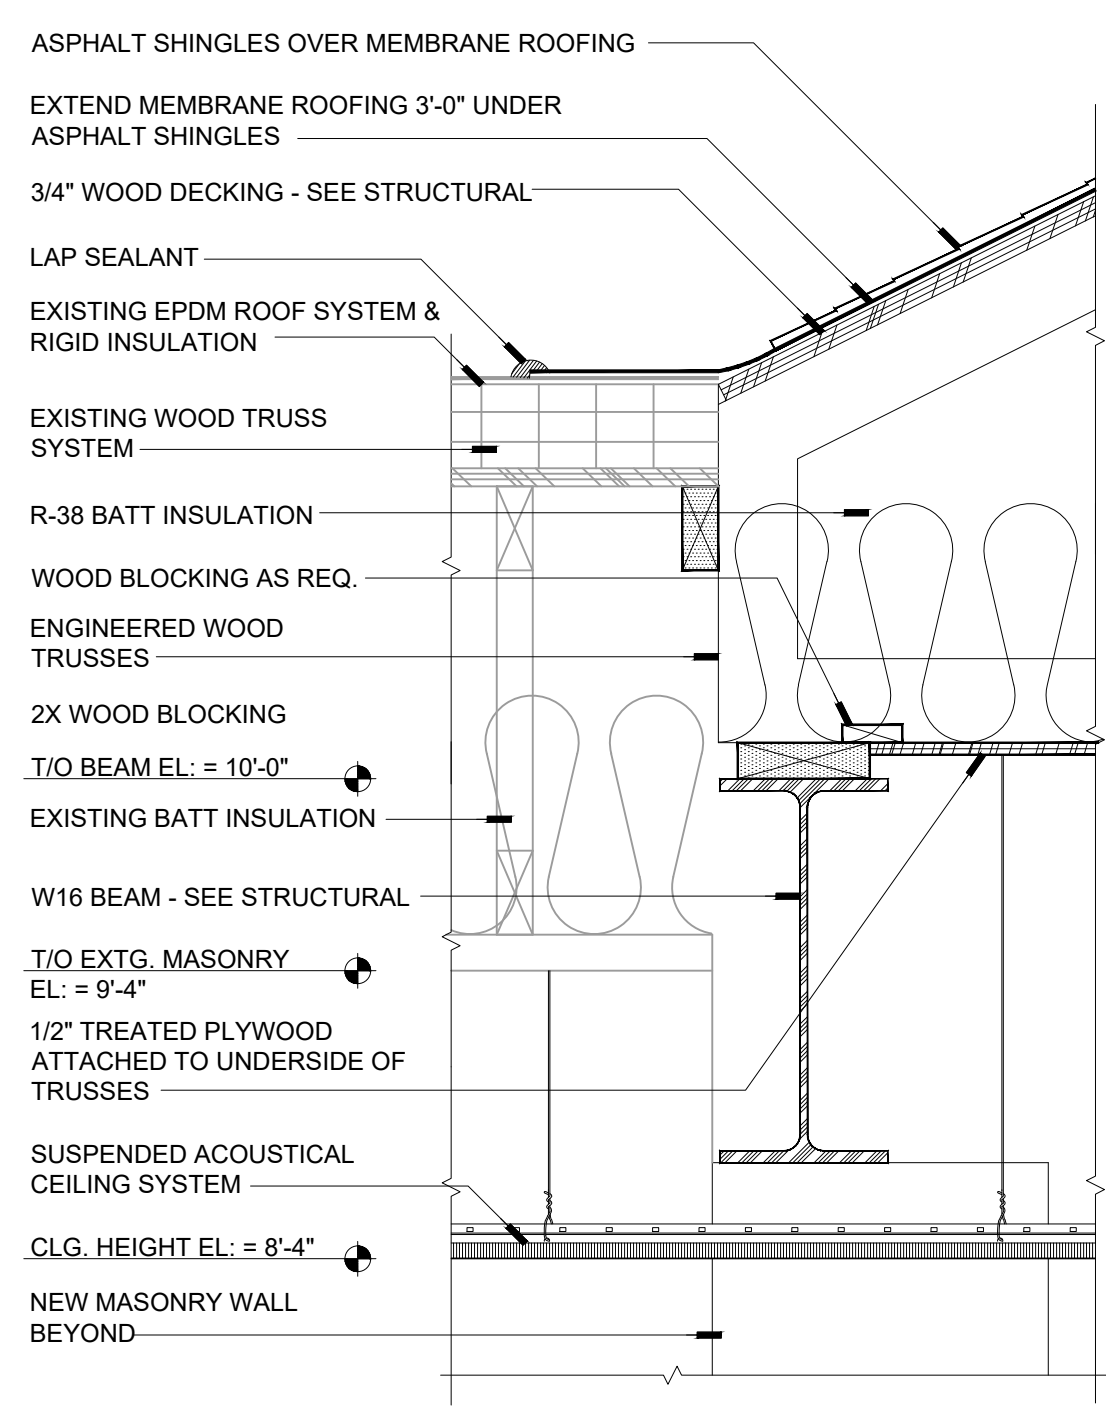 ASPHALT SHINGLES OVER MEMBRANE ROOFING
EXTEND MEMBRANE ROOFING 3'-0" UNDER
ASPHALT SHINGLES
3/4" WOOD DECKING - SEE STRUCTURAL
LAP SEALANT
EXISTING EPDM ROOF SYSTEM &
RIGID INSULATION
EXISTING WOOD TRUSS
SYSTEM
R-38 BATT INSULATION
WOOD BLOCKING AS REQ.
ENGINEERED WOOD
TRUSSES
2X WOOD BLOCKING
T/O BEAM EL: = 10'-0"
EXISTING BATT INSULATION
W16 BEAM - SEE STRUCTURAL
T/O EXTG. MASONRY
EL: = 9'-4"
1/2" TREATED PLYWOOD
ATTACHED TO UNDERSIDE OF
TRUSSES
SUSPENDED ACOUSTICAL
CEILING SYSTEM
CLG. HEIGHT EL: = 8'-4"
NEW MASONRY WALL
BEYOND